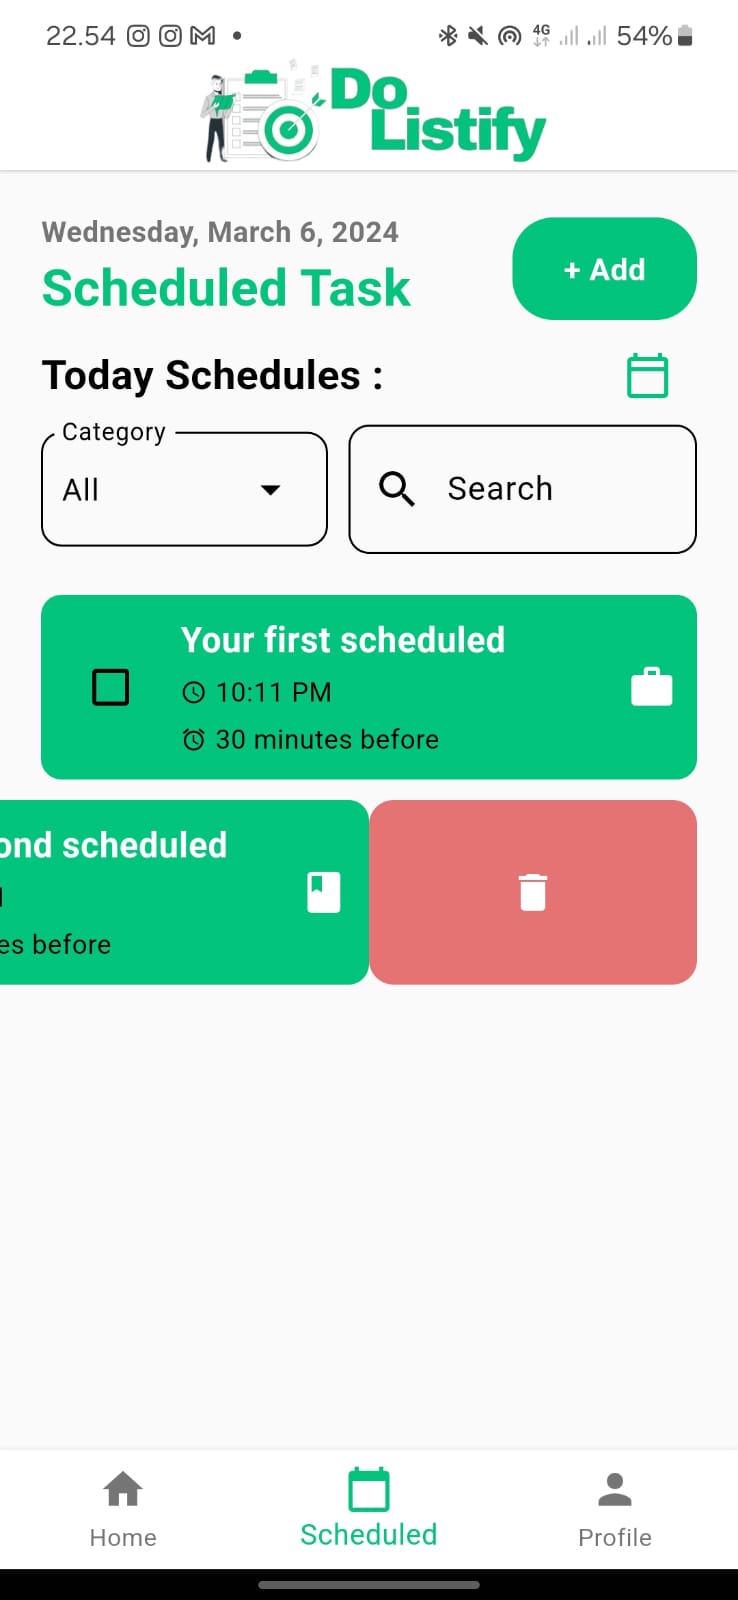 22.54
4G
54%
Do
Listify
Wednesday, March 6, 2024
Scheduled Task
+ Add
Today Schedules :
Category
All
Search
Your first scheduled
10:11 PM
30 minutes before
ond scheduled
es before
Home
Scheduled
Profile